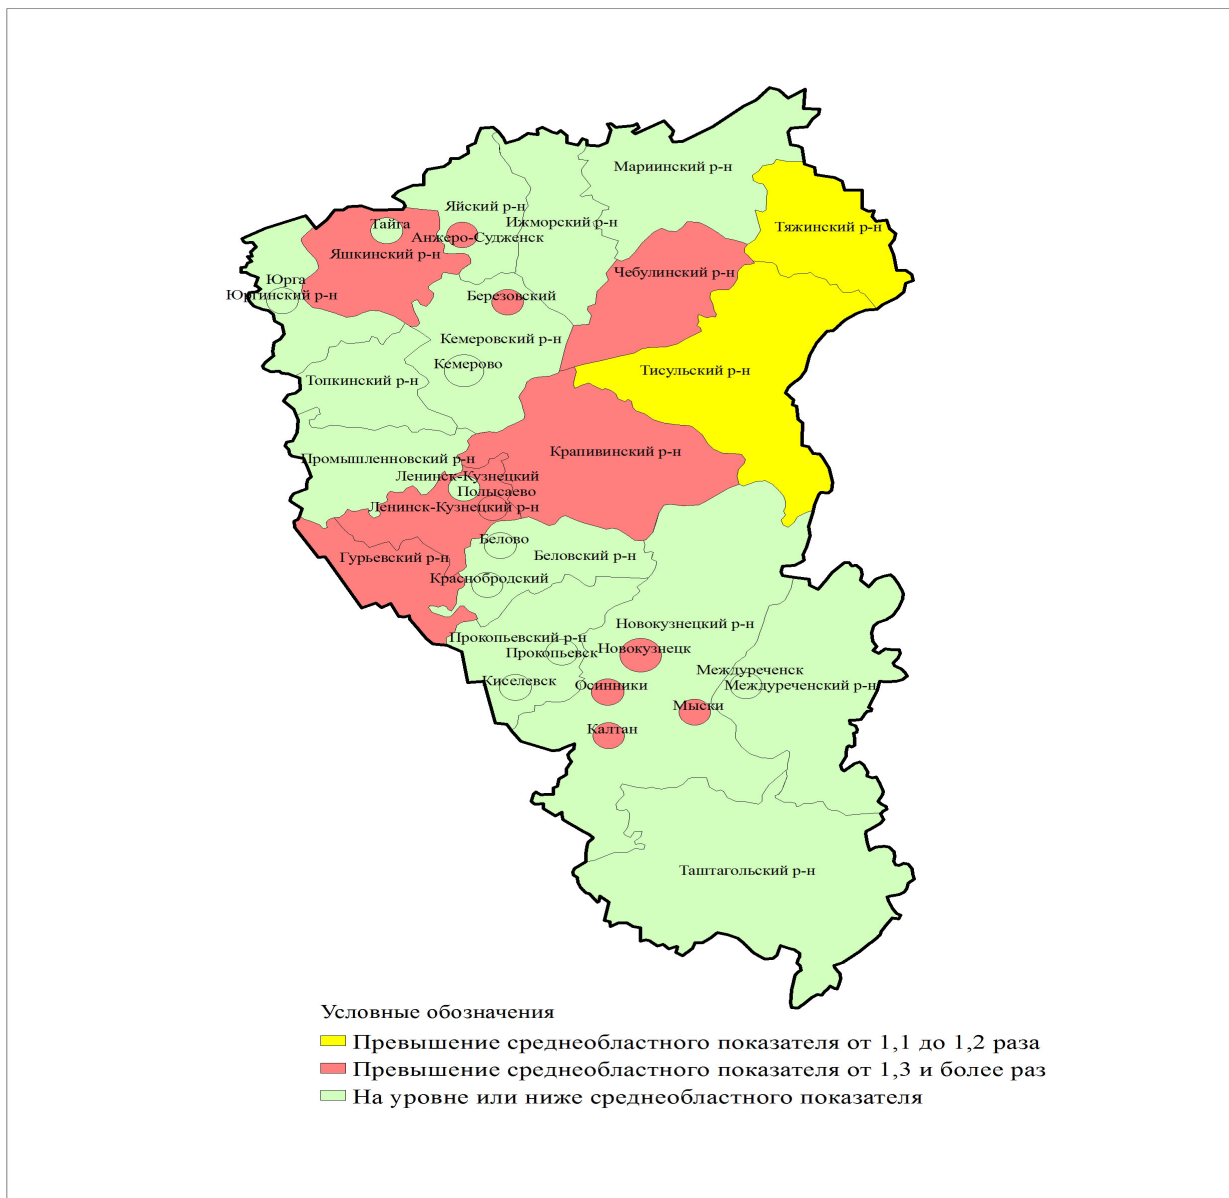 Мариинский р-н
Яйский р-н
Ижморский р-н
Тайга
Тяжинский р-н
Анжеро-Судженск
Яшкинский р-н
Чебулинский р-н
Юрга
Юргинский р-н
Березовский
Кемеровский р-н
Кемерово
Тисульский р-н
Топкинский р-н
Крапивинский р-н
Промышленновский р-н
Ленинск-Кузнецкий
Полысаево
Ленинск-Кузнецкий р-н
Белово
Беловский р-н
Гурьевский р-н
Краснобродский
Новокузнецкий р-н
Прокопьевский р-н
Прокопьевск
Новокузнецк
Междуреченск
Киселевск
Осинники
Междуреченский р-н
Мыски
Калтан
Таштагольский р-н
Условные обозначения
Превышение среднеобластного показателя от 1,1 до 1,2 раза
Превышение среднеобластного показателя от 1,3 и более раз
На уровне или ниже среднеобластного показателя